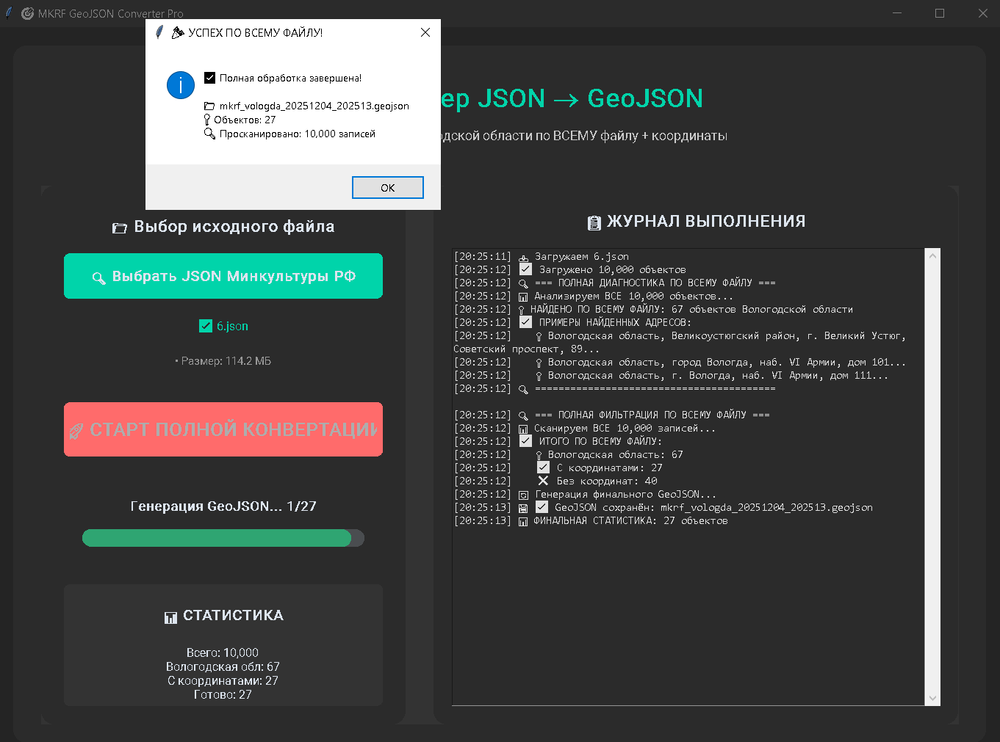 MKRF GeoJSON Converter Pro
УСПЕХ ПО ВСЕМУ ФАЙЛУ!
Полная обработка завершена!
mkrf_vologda_20251204_202513.geojson
Объектов: 27
Просканировано: 10,000 записей
OK
ер JSON → GeoJSON
дской области по ВСЕМУ файлу + координаты
Выбор исходного файла
Выбрать JSON Минкультуры РФ
6.json
• Размер: 114.2 МБ
СТАРТ ПОЛНОЙ КОНВЕРТАЦИИ
Генерация GeoJSON... 1/27
СТАТИСТИКА
Всего: 10,000
Вологодская обл: 67
С координатами: 27
Готово: 27
ЖУРНАЛ ВЫПОЛНЕНИЯ
[20:25:11] Загружаем 6.json
[20:25:12] Загружено 10,000 объектов
[20:25:12] === ПОЛНАЯ ДИАГНОСТИКА ПО ВСЕМУ ФАЙЛУ ===
[20:25:12] Анализируем ВСЕ 10,000 объектов...
[20:25:12] НАЙДЕНО ПО ВСЕМУ ФАЙЛУ: 67 объектов Вологодской области
[20:25:12] ПРИМЕРЫ НАЙДЕННЫХ АДРЕСОВ:
[20:25:12] Вологодская область, Великоустюгский район, г. Великий Устюг,
Советский проспект, 89...
[20:25:12] Вологодская область, город Вологда, наб. VI Армии, дом 101...
[20:25:12] Вологодская область, г. Вологда, наб. VI Армии, дом 111...
[20:25:12] =========================================
[20:25:12] === ПОЛНАЯ ФИЛЬТРАЦИЯ ПО ВСЕМУ ФАЙЛУ ===
[20:25:12] Сканируем ВСЕ 10,000 записей...
[20:25:12] ИТОГО ПО ВСЕМУ ФАЙЛУ:
[20:25:12] Вологодская область: 67
[20:25:12] С координатами: 27
[20:25:12] Без координат: 40
[20:25:12] Генерация финального GeoJSON...
[20:25:13] GeoJSON сохранён: mkrf_vologda_20251204_202513.geojson
[20:25:13] ФИНАЛЬНАЯ СТАТИСТИКА: 27 объектов